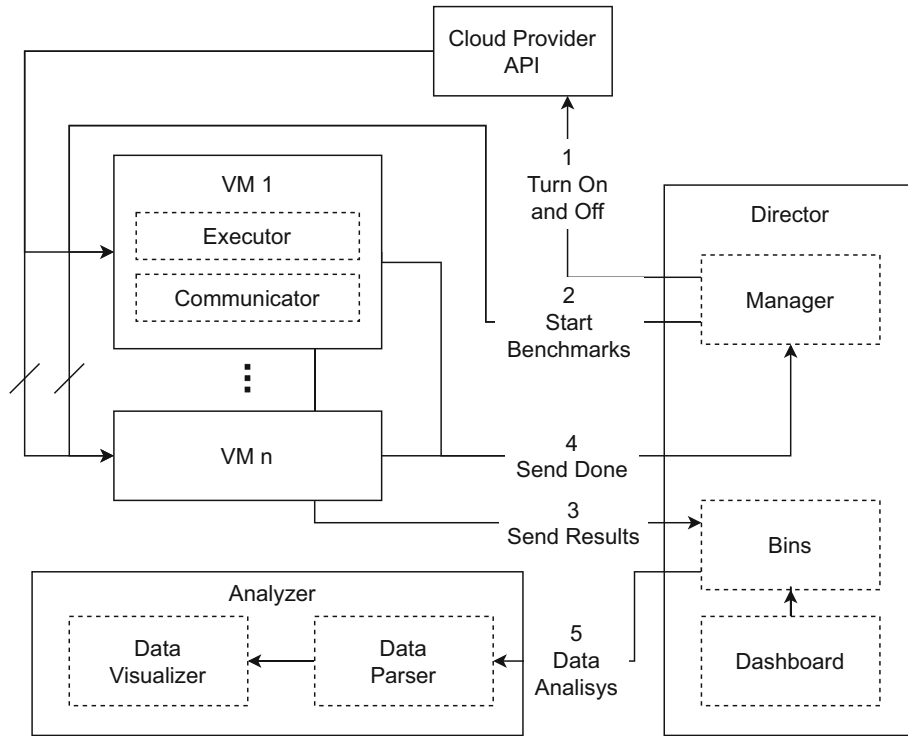 Cloud Provider
API
1
Turn On
and Off
VM 1
Executor
Communicator
Director
Manager
2
Start
Benchmarks
VM n
4
Send Done
3
Send Results
Bins
Dashboard
Analyzer
Data
Visualizer
Data
Parser
5
Data
Analisys